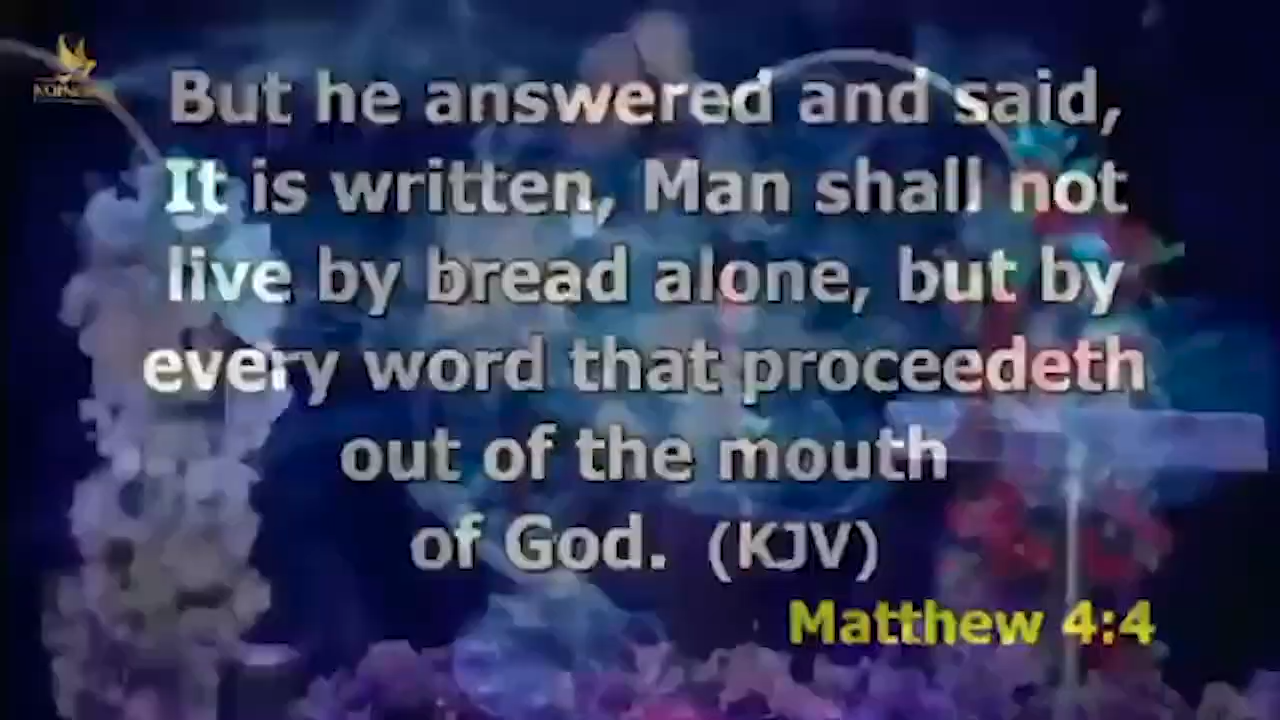 But he answered and said,
It is written, Man shall not
live by bread alone, but by
every word that proceedeth
out of the mouth
of God. (KJV)
Matthew 4:4